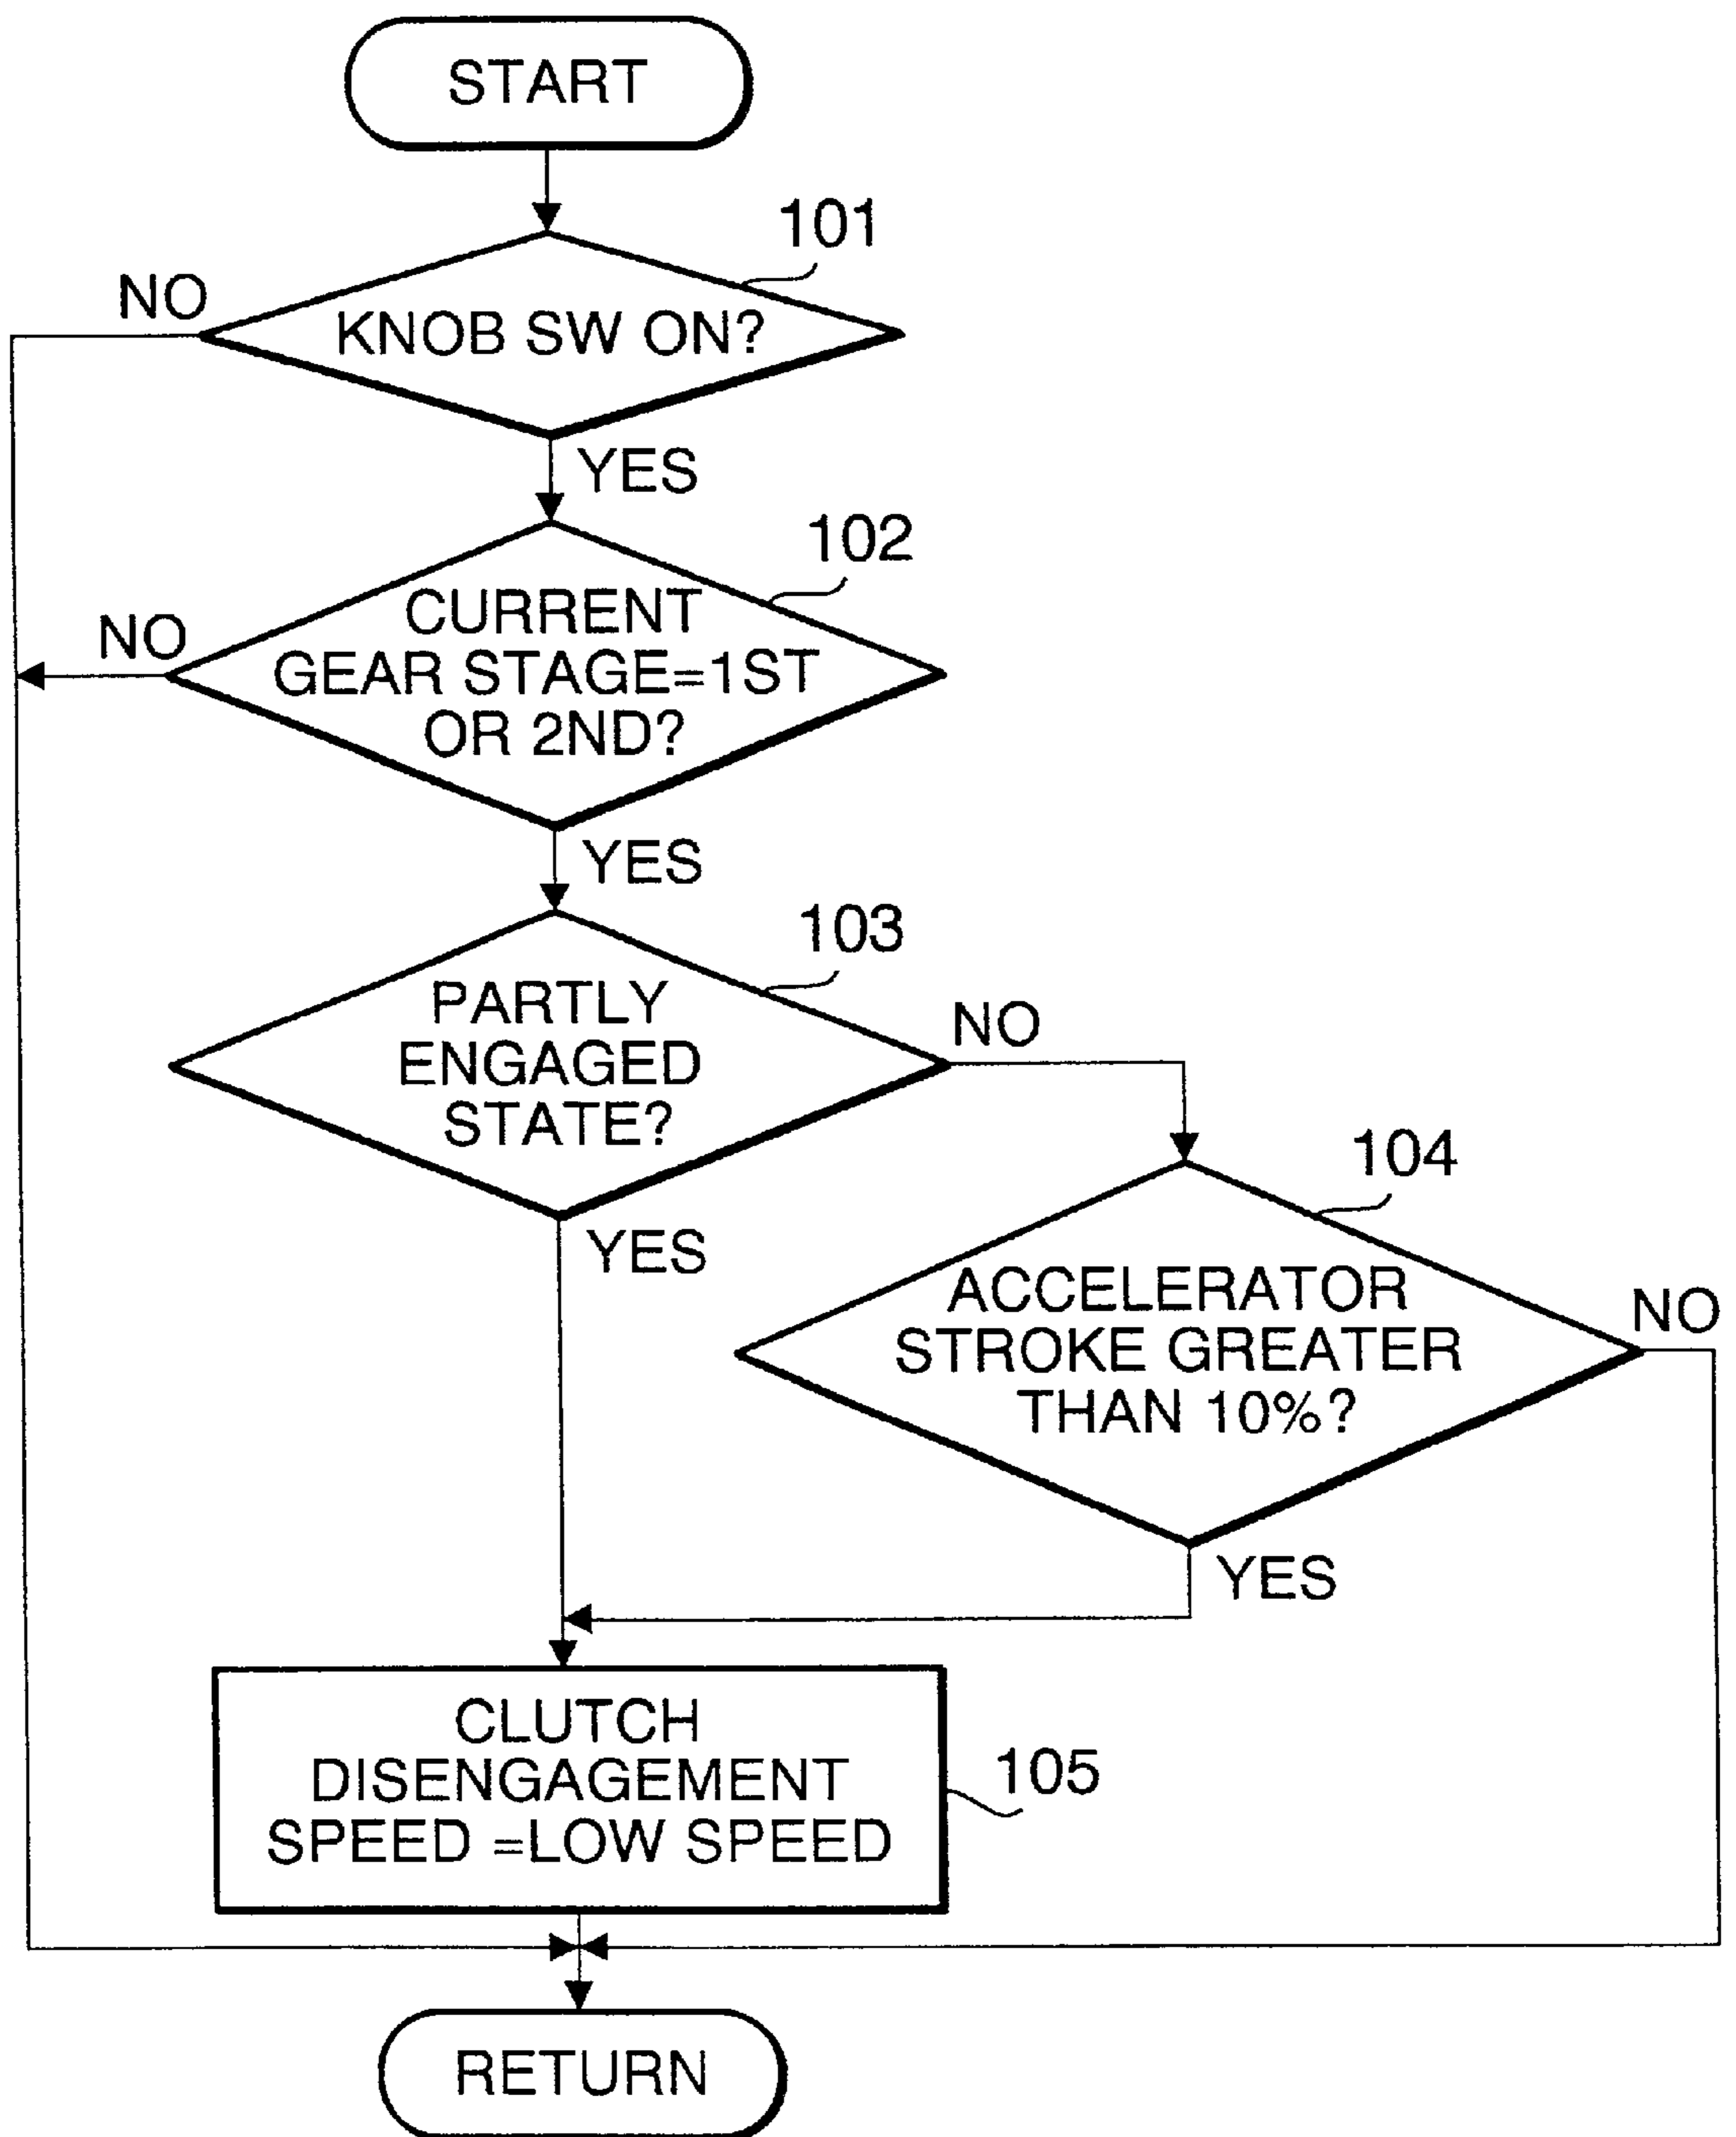 START
101
NO
KNOB SW ON?
YES
102
CURRENT
NO
GEAR STAGE=1ST
OR 2ND?
YES
103
PARTLY
NO
ENGAGED
STATE?
104
YES
ACCELERATOR
NO
STROKE GREATER
THAN 10%?
YES
CLUTCH
DISENGAGEMENT
105
SPEED =LOW SPEED
RETURN